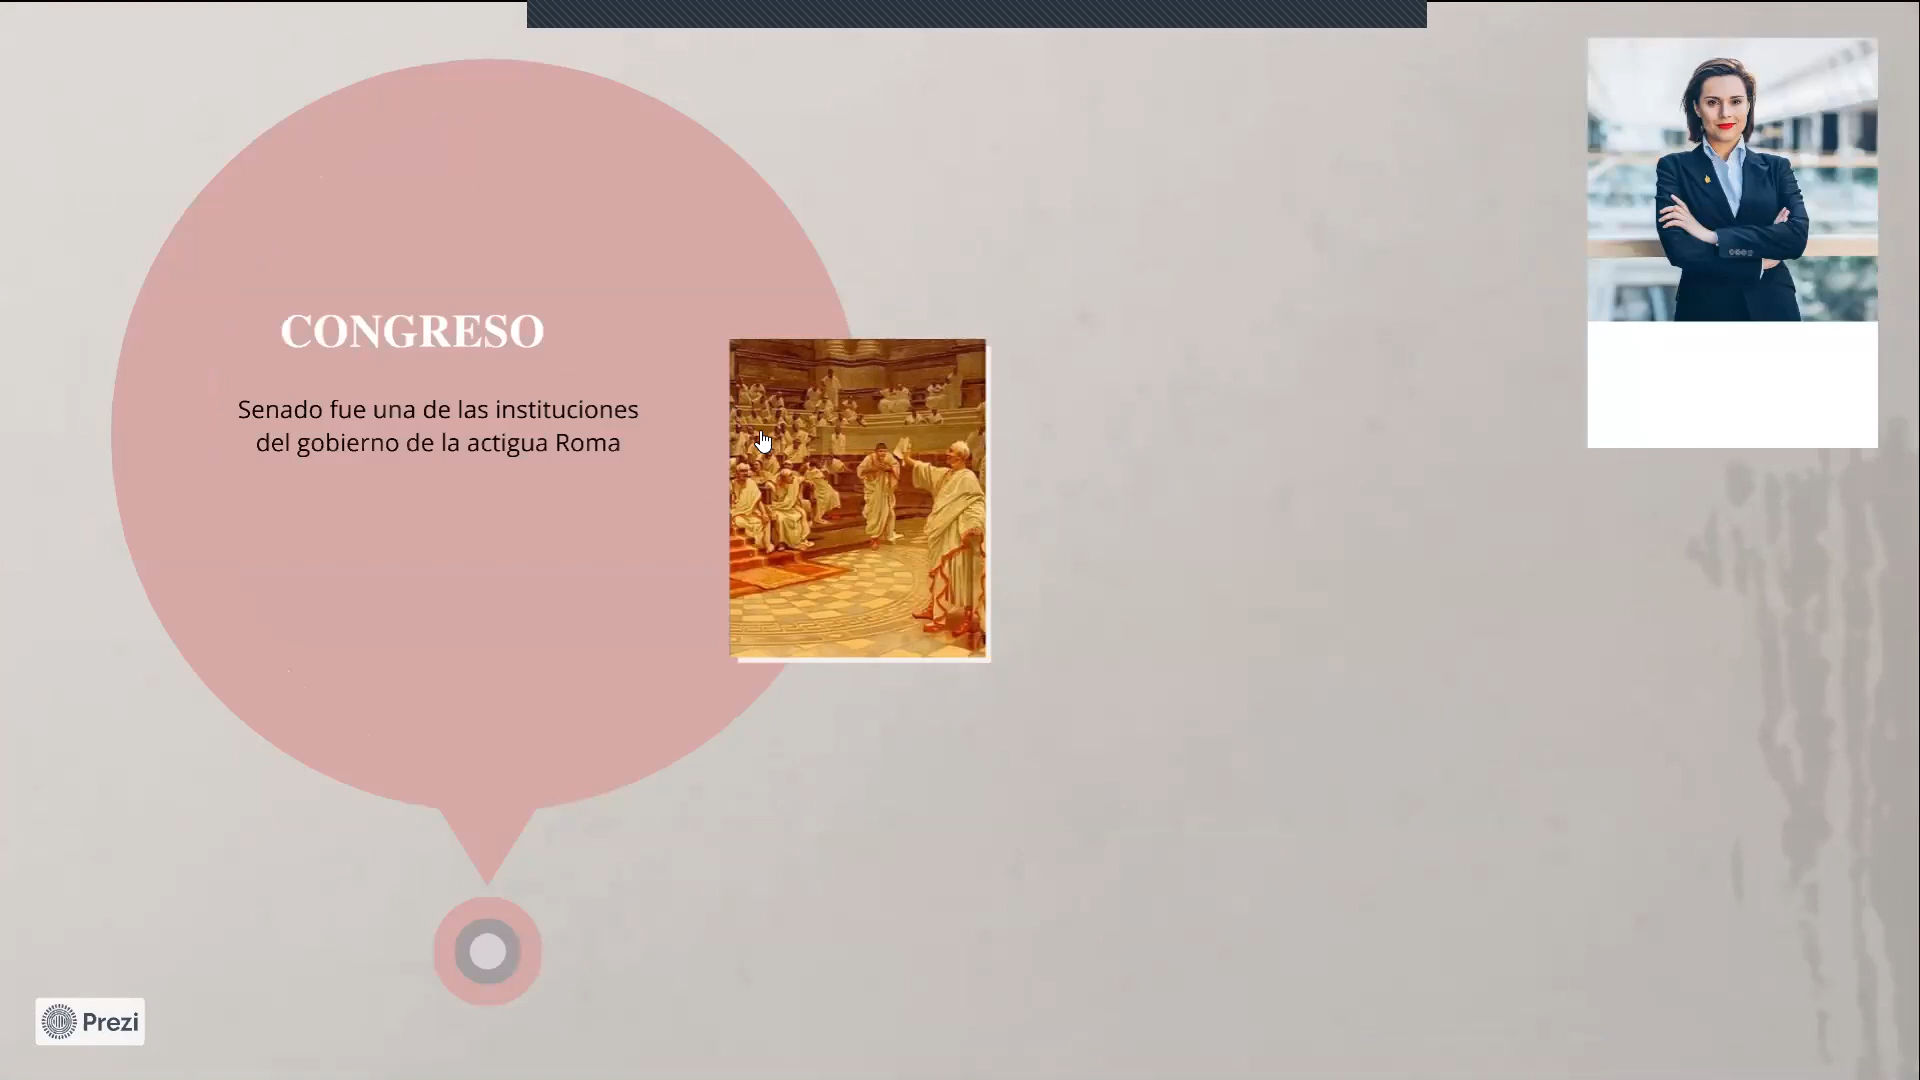 CONGRESO
Senado fue una de las instituciones
del gobierno de la actigua Roma
Prezi